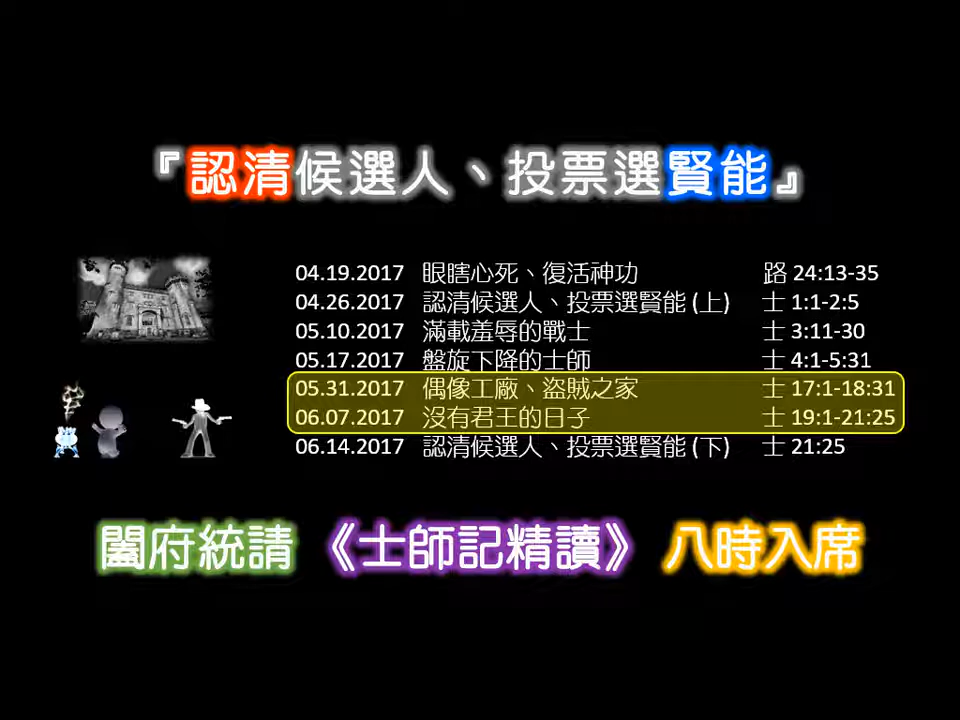 『認清候選人、投票選賢能』
04.19.2017 眼瞎心死、復活神功 路 24:13-35
04.26.2017 認清候選人、投票選賢能 (上) 士 1:1-2:5
05.10.2017 滿載羞辱的戰士 士 3:11-30
05.17.2017 盤旋下降的士師 士 4:1-5:31
05.31.2017 偶像工廠、盜賊之家 士 17:1-18:31
06.07.2017 沒有君王的日子 士 19:1-21:25
06.14.2017 認清候選人、投票選賢能 (下) 士 21:25
闔府統請 《士師記精讀》 八時入席